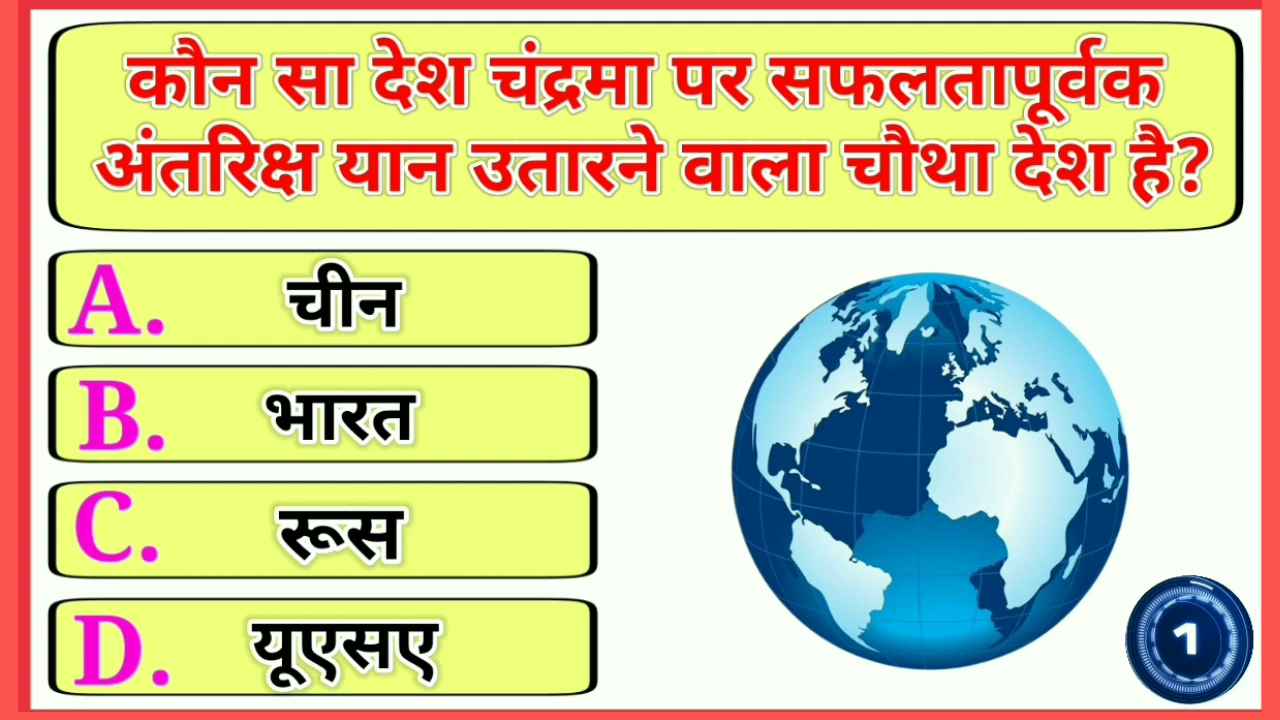 कौन सा देश चंद्रमा पर सफलतापूर्वक
अंतरिक्ष यान उतारने वाला चौथा देश है?
A. चीन
B. भारत
C. रूस
D. यूएसए
1